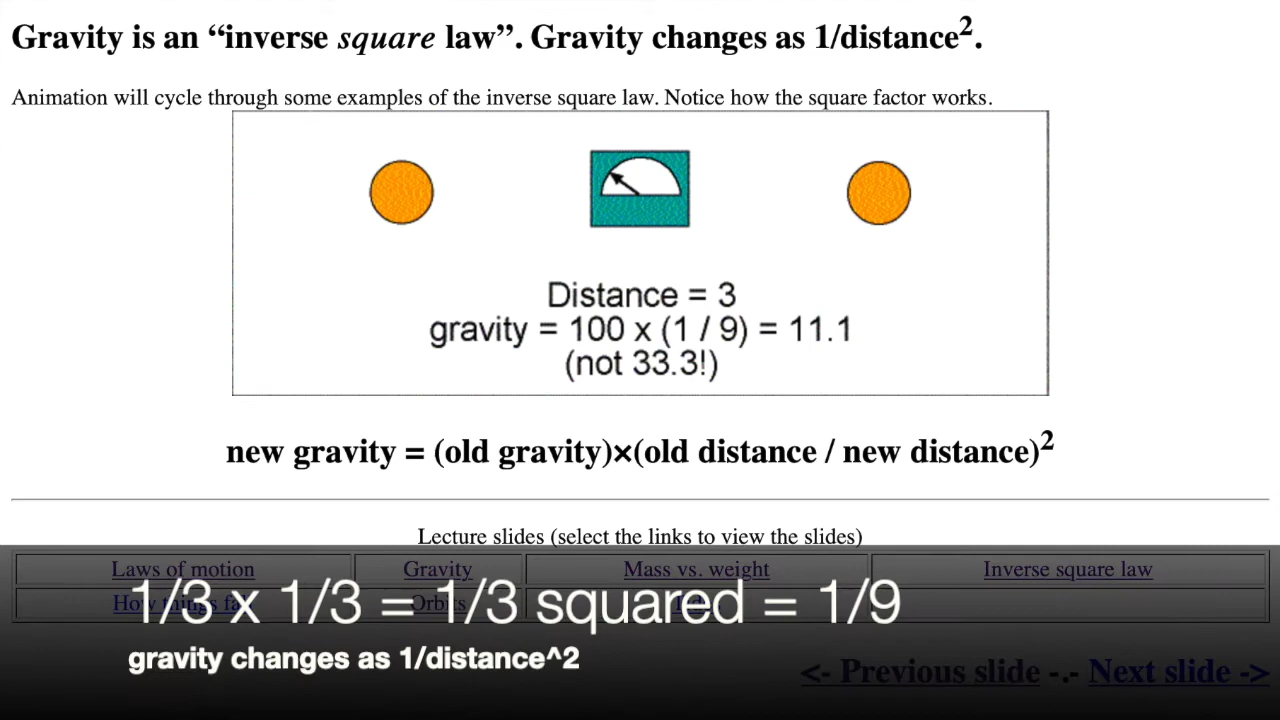 Gravity is an “inverse square law”. Gravity changes as 1/distance².
Animation will cycle through some examples of the inverse square law. Notice how the square factor works.
Distance = 3
gravity = 100 x (1 / 9) = 11.1
(not 33.3!)
new gravity = (old gravity)×(old distance / new distance)²
Lecture slides (select the links to view the slides)
Laws of motion Gravity Mass vs. weight Inverse square law
How things fall Orbits
1/3 x 1/3 = 1/3 squared = 1/9
gravity changes as 1/distance^2
<- Previous slide -.- Next slide ->